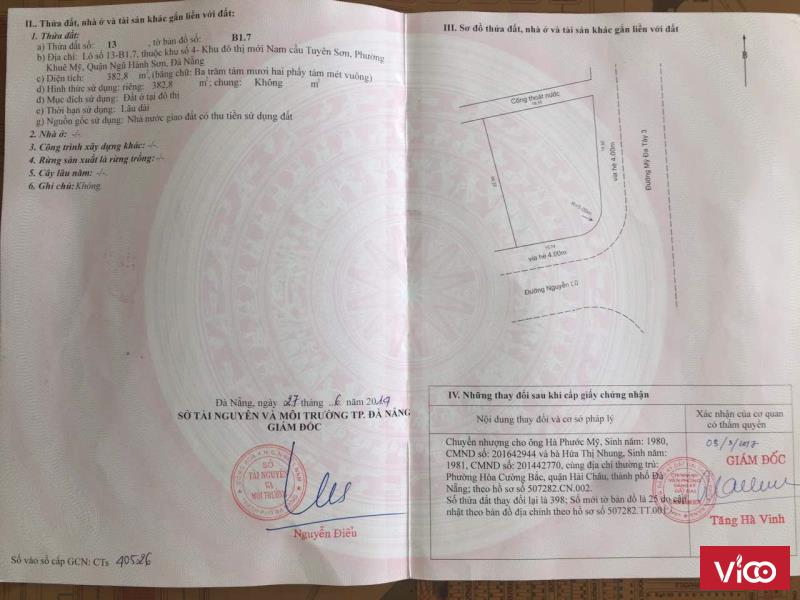 II.. Thửa đất, nhà ở và tài sản khác gắn liền với đất:
1. Thửa đất:
a) Thửa đất số: 13 , tờ bản đồ số: B1.7
b) Địa chỉ: Lô số 13-B1.7, thuộc khu số 4- Khu đô thị mới Nam cầu Tuyên Sơn, Phường
Khuê Mỹ, Quận Ngũ Hành Sơn, Đà Nẵng
c) Diện tích: 382,8 m², (bằng chữ: Ba trăm tám mươi hai phẩy tám mét vuông)
d) Hình thức sử dụng: riêng: 382,8 m²; chung: Không m²
đ) Mục đích sử dụng: Đất ở tại đô thị
e) Thời hạn sử dụng: Lâu dài
g) Nguồn gốc sử dụng: Nhà nước giao đất có thu tiền sử dụng đất
2. Nhà ở: -/-
3. Công trình xây dựng khác: -/-
4. Rừng sản xuất là rừng trồng: -/-
5. Cây lâu năm: -/-
6. Ghi chú: Không.
Đà Nẵng, ngày 27 tháng 6 năm
SỞ TÀI NGUYÊN VÀ MÔI TRƯỜNG TP. ĐÀ NẴNG
GIÁM ĐỐC
SỞ
TÀI NGUYÊN
VÀ
MÔI TRƯỜNG
Nguyễn Điểu
Số vào sổ cấp GCN: CTs 40526
III. Sơ đồ thửa đất, nhà ở và tài sản khác gắn liền với đất
B
Cống thoát nước
vỉa hè 4.00m
Đường Mỹ Đa Tây 3
vỉa hè 4.00m
Đường Nguyễn Lữ
IV. Những thay đổi sau khi cấp giấy chứng nhận
Nội dung thay đổi và cơ sở pháp lý
Xác nhận của cơ quan
có thẩm quyền
Chuyển nhượng cho ông Hà Phước Mỹ, Sinh năm: 1980,
CMND số: 201642944 và bà Hứa Thị Nhung, Sinh năm:
1981, CMND số: 201442770, cùng địa chỉ thường trú:
Phường Hòa Cường Bắc, quận Hải Châu, thành phố Đà
Nẵng; theo hồ sơ số 507282.CN.002.
Số thửa đất thay đổi lại là 398; Số mới tờ bản đồ là 25 do cập
nhật theo bản đồ địa chính theo hồ sơ số 507282.TT.001.
GIÁM ĐỐC
Tăng Hà Vinh
VICO